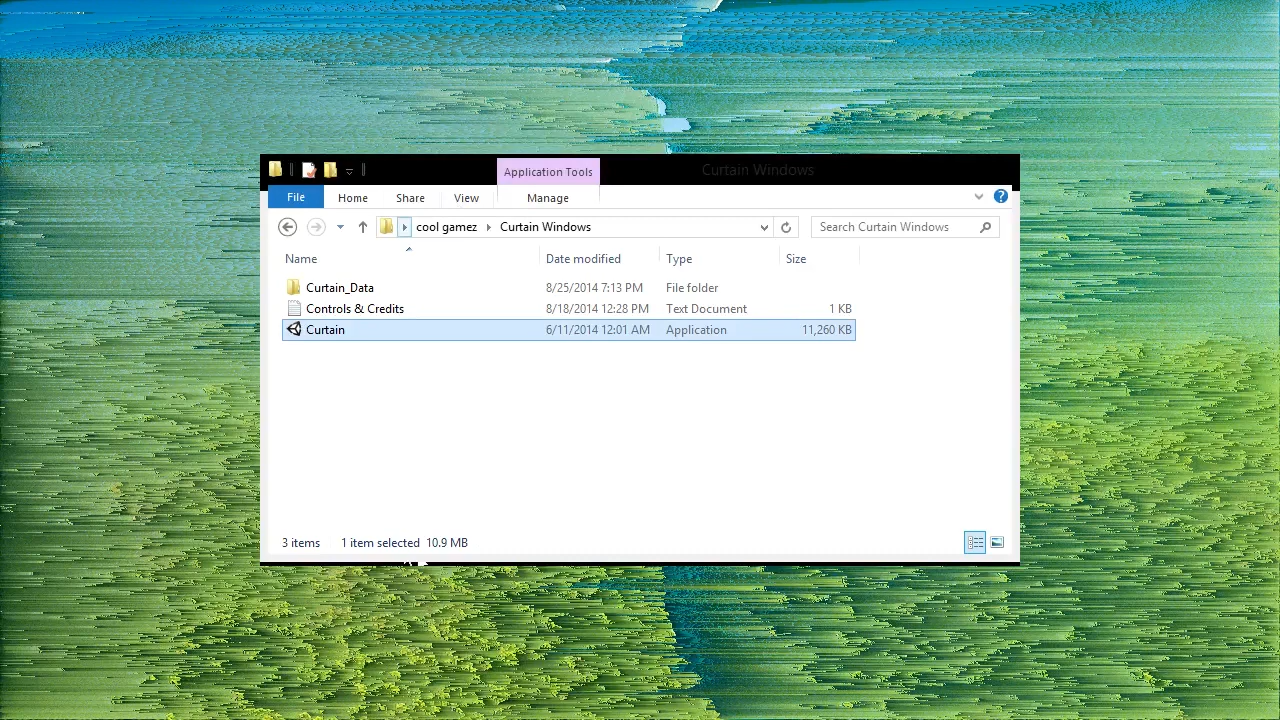 Application Tools Curtain Windows
File Home Share View Manage
cool gamez Curtain Windows Search Curtain Windows
Name Date modified Type Size
Curtain_Data 8/25/2014 7:13 PM File folder
Controls & Credits 8/18/2014 12:28 PM Text Document 1 KB
Curtain 6/11/2014 12:01 AM Application 11,260 KB
3 items 1 item selected 10.9 MB